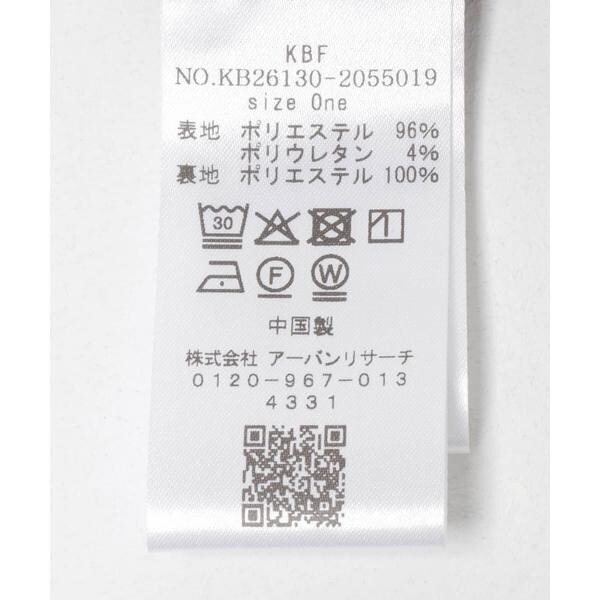 KBF
NO.KB26130-2055019
size One
表地 ポリエステル 96%
ポリウレタン 4%
裏地 ポリエステル 100%
30
F W
中国製
株式会社 アーバンリサーチ
0120-967-013
4331